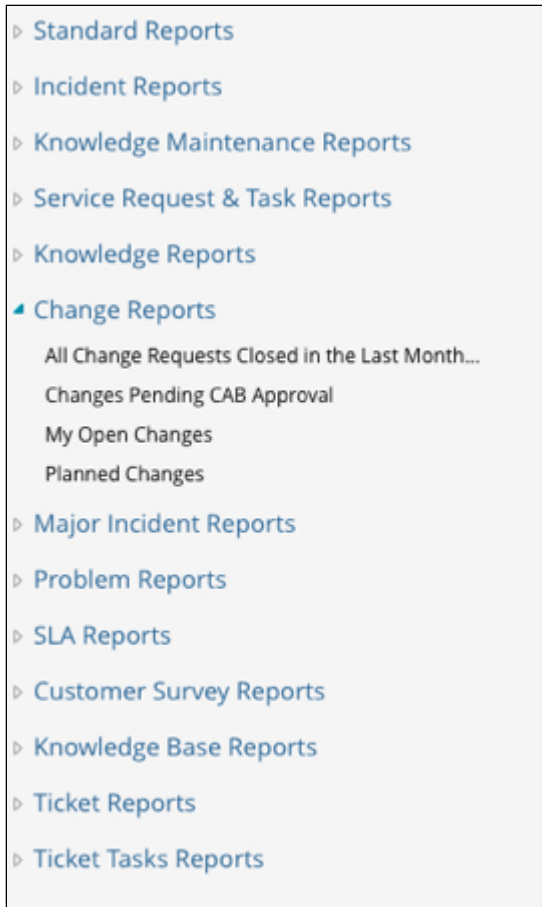 Standard Reports
Incident Reports
Knowledge Maintenance Reports
Service Request & Task Reports
Knowledge Reports
Change Reports
All Change Requests Closed in the Last Month...
Changes Pending CAB Approval
My Open Changes
Planned Changes
Major Incident Reports
Problem Reports
SLA Reports
Customer Survey Reports
Knowledge Base Reports
Ticket Reports
Ticket Tasks Reports